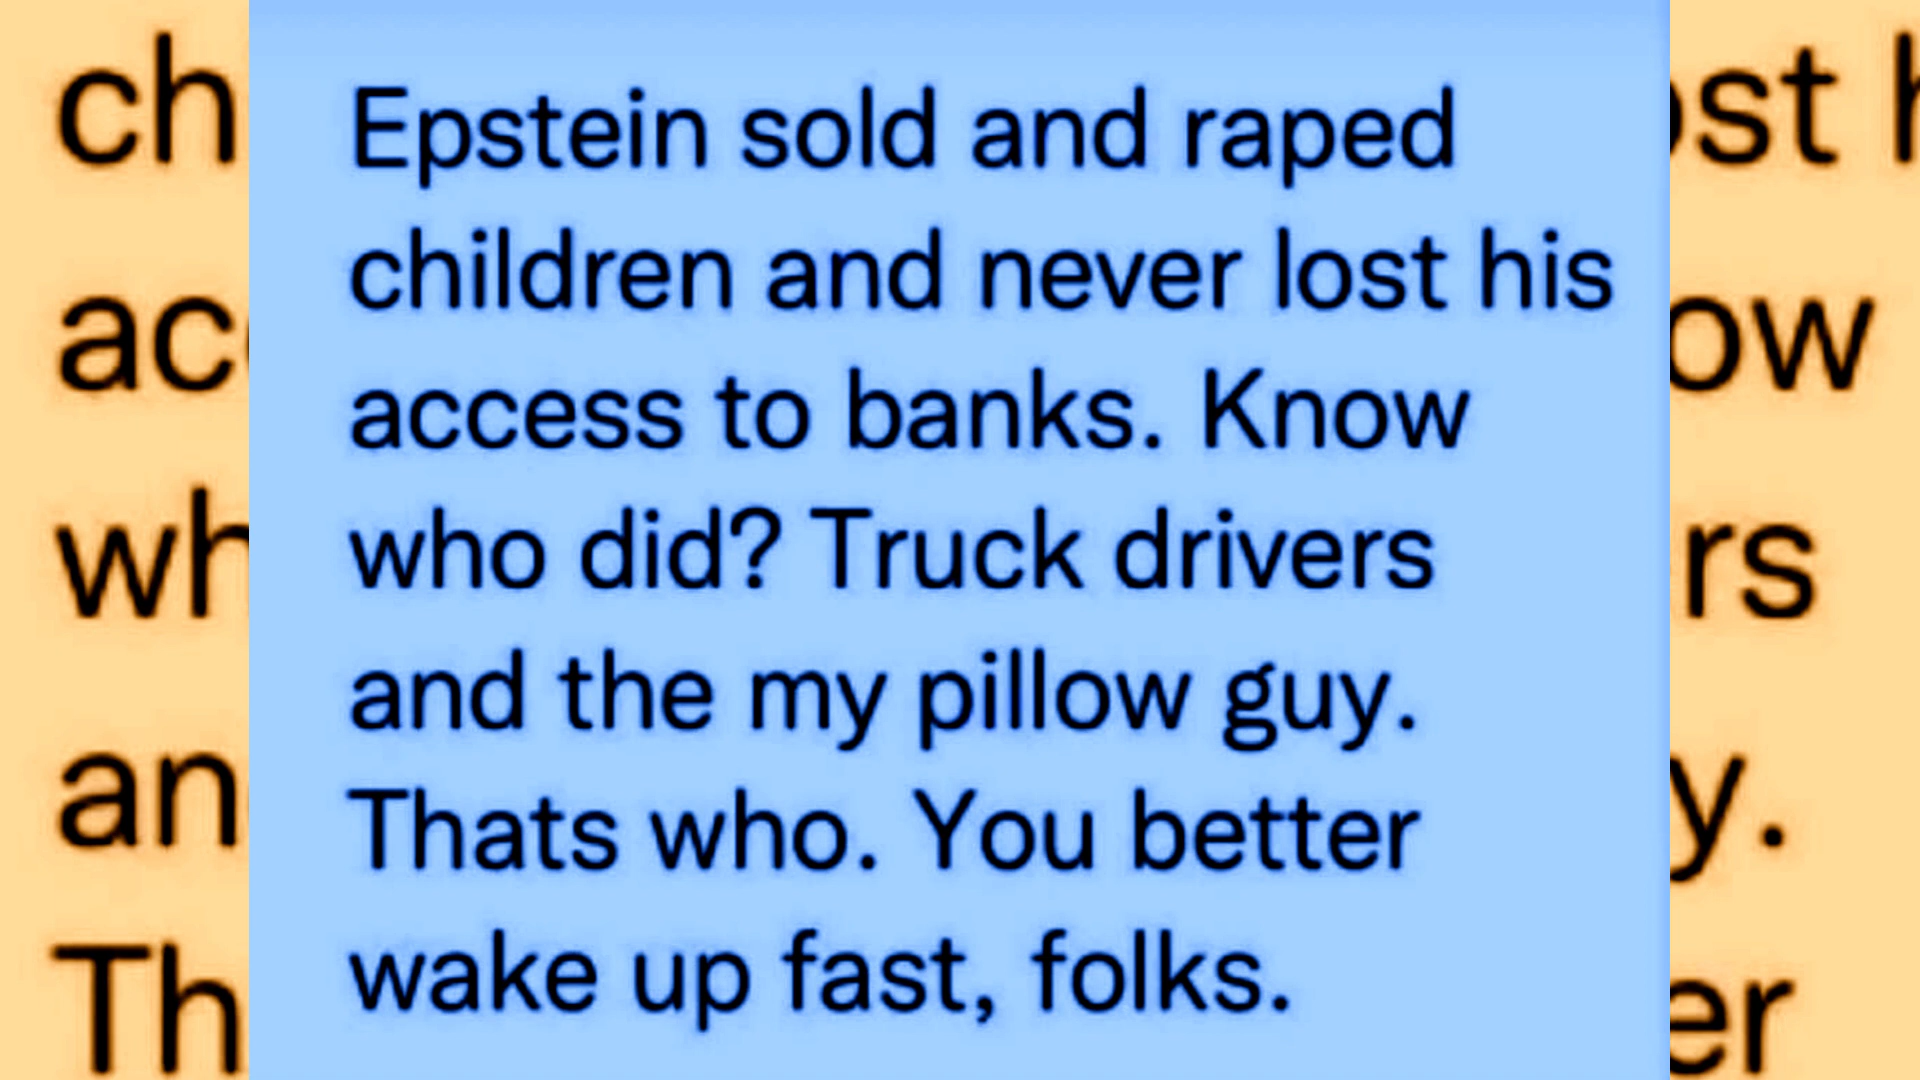 Epstein sold and raped
children and never lost his
access to banks. Know
who did? Truck drivers
and the my pillow guy.
Thats who. You better
wake up fast, folks.